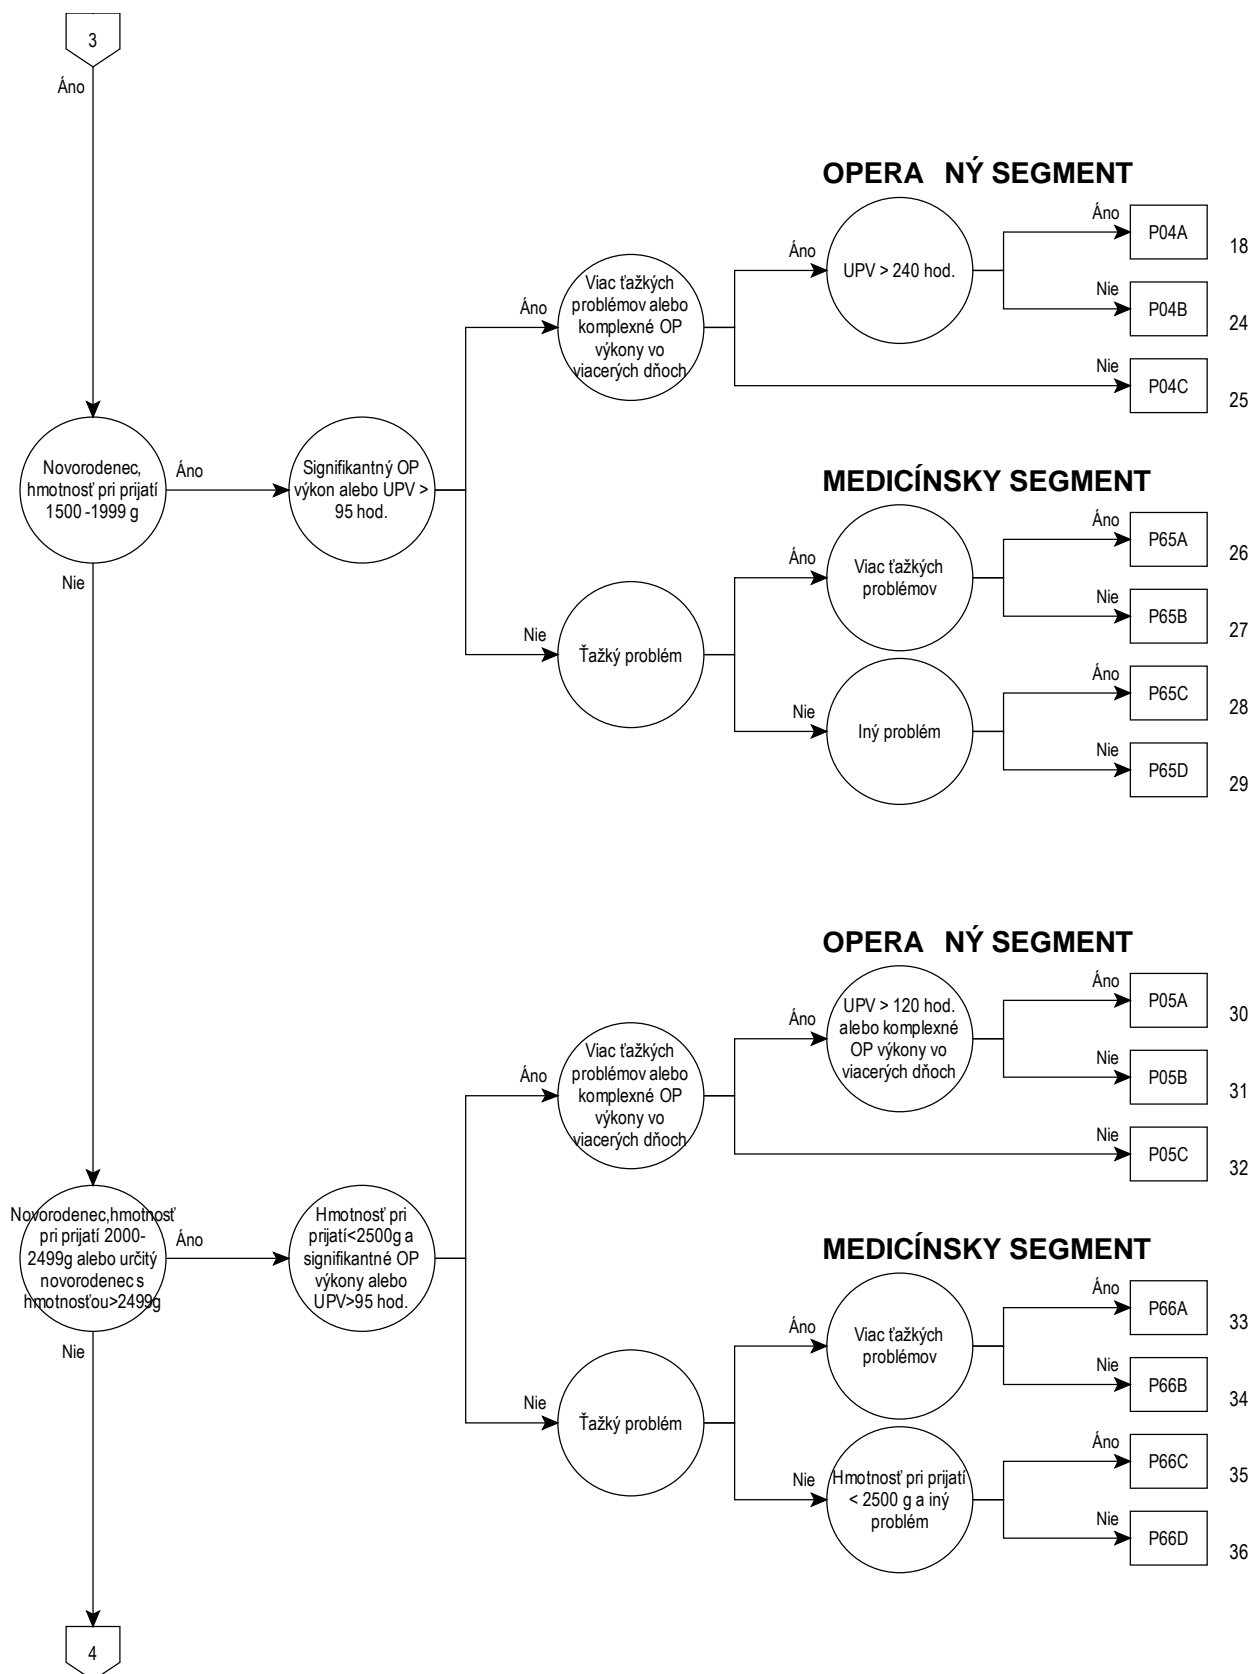 3
Áno
OPERA NÝ SEGMENT
Áno
P04A
18
Áno
UPV > 240 hod.
Viac ťažkých
problémov alebo
komplexné OP
výkony vo
viacerých dňoch
Áno
Nie
P04B
24
Nie
P04C
25
Novorodenec,
hmotnosť pri prijatí
1500 -1999 g
Áno
Signifikantný OP
výkon alebo UPV >
95 hod.
MEDICÍNSKY SEGMENT
Áno
P65A
26
Áno
Viac ťažkých
problémov
Nie
Nie
P65B
27
Nie
Ťažký problém
Áno
P65C
28
Nie
Iný problém
Nie
P65D
29
OPERA NÝ SEGMENT
Áno
P05A
30
Áno
UPV > 120 hod.
alebo komplexné
OP výkony vo
viacerých dňoch
Viac ťažkých
problémov alebo
komplexné OP
výkony vo
viacerých dňoch
Áno
Nie
P05B
31
Nie
P05C
32
Novorodenec,hmotnosť
pri prijatí 2000-
2499g alebo určitý
novorodenec s
hmotnosťou>2499g
Áno
Hmotnosť pri
prijatí<2500g a
signifikantné OP
výkony alebo
UPV>95 hod.
MEDICÍNSKY SEGMENT
Áno
P66A
33
Áno
Viac ťažkých
problémov
Nie
Nie
P66B
34
Nie
Ťažký problém
Áno
P66C
35
Nie
Hmotnosť pri prijatí
< 2500 g a iný
problém
Nie
P66D
36
4